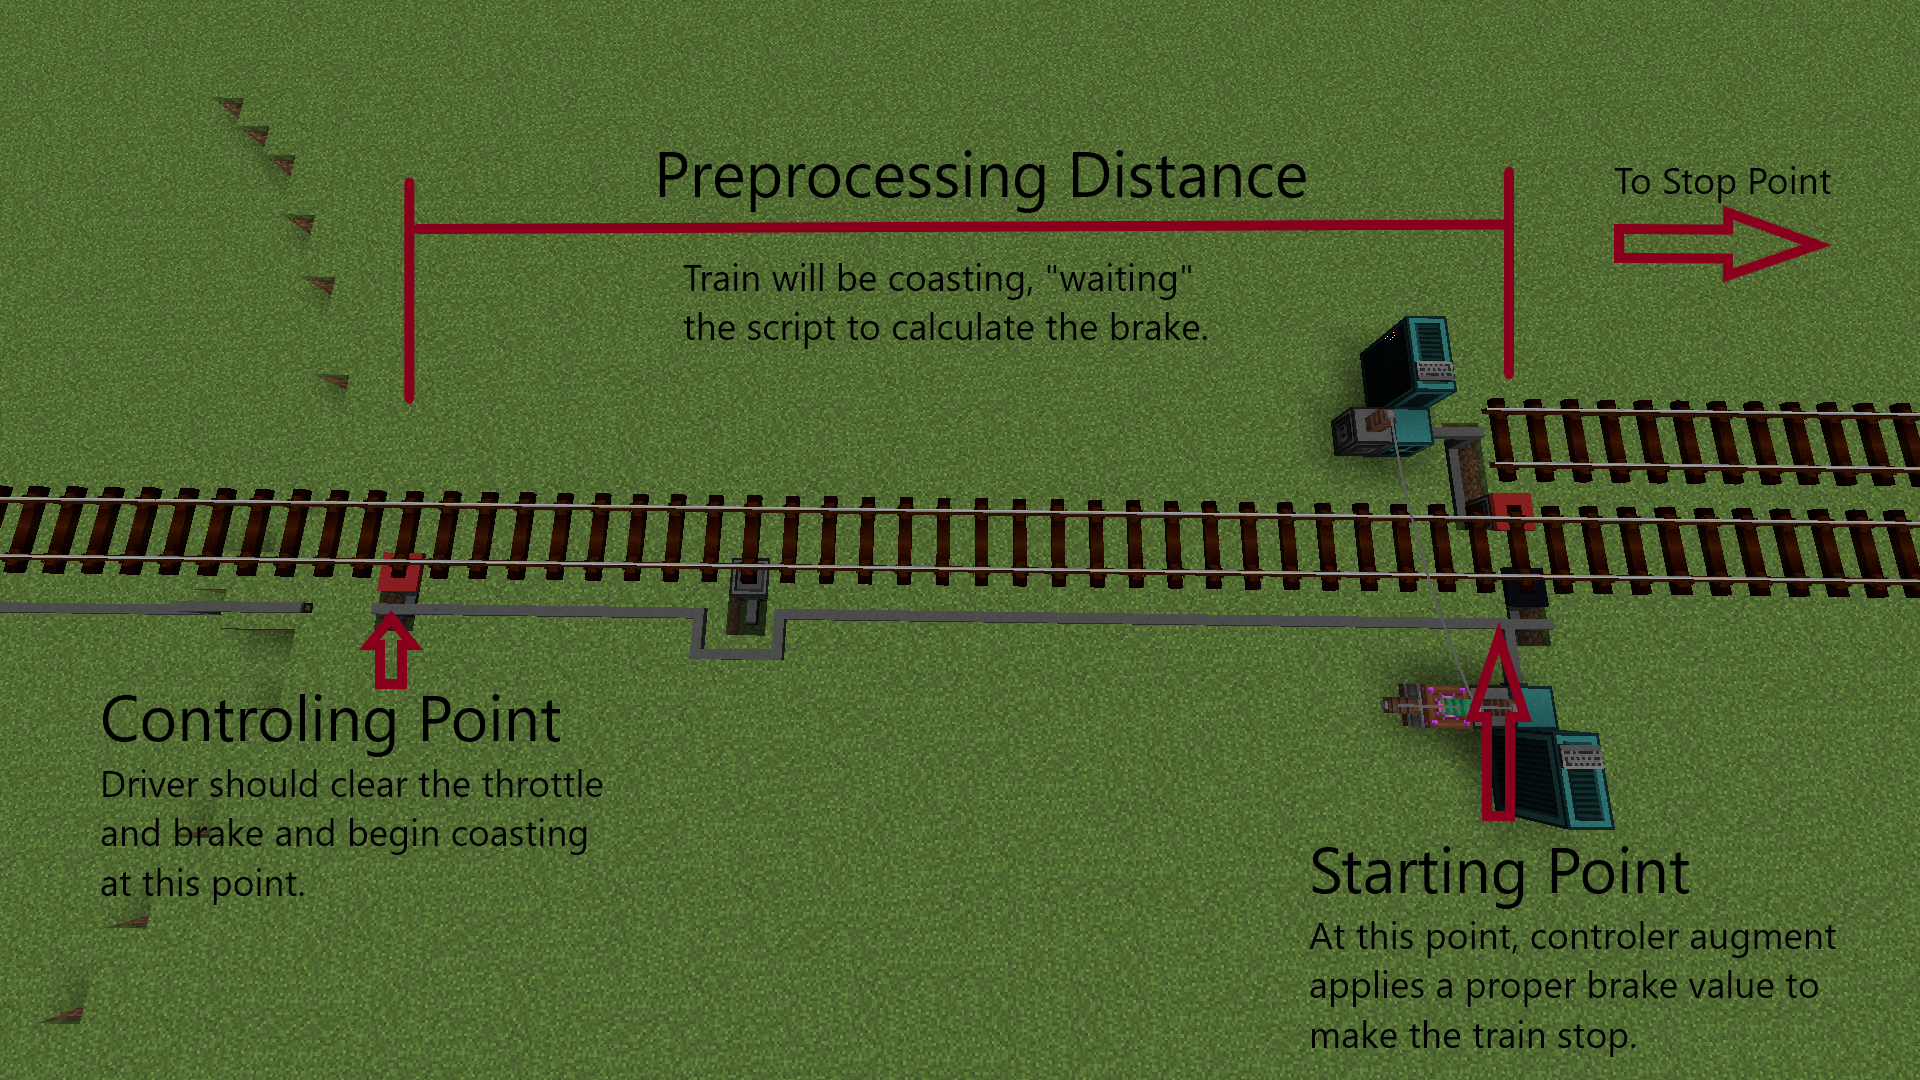 Preprocessing Distance
To Stop Point
Train will be coasting, "waiting"
the script to calculate the brake.
Controling Point
Driver should clear the throttle
and brake and begin coasting
at this point.
Starting Point
At this point, controler augment
applies a proper brake value to
make the train stop.